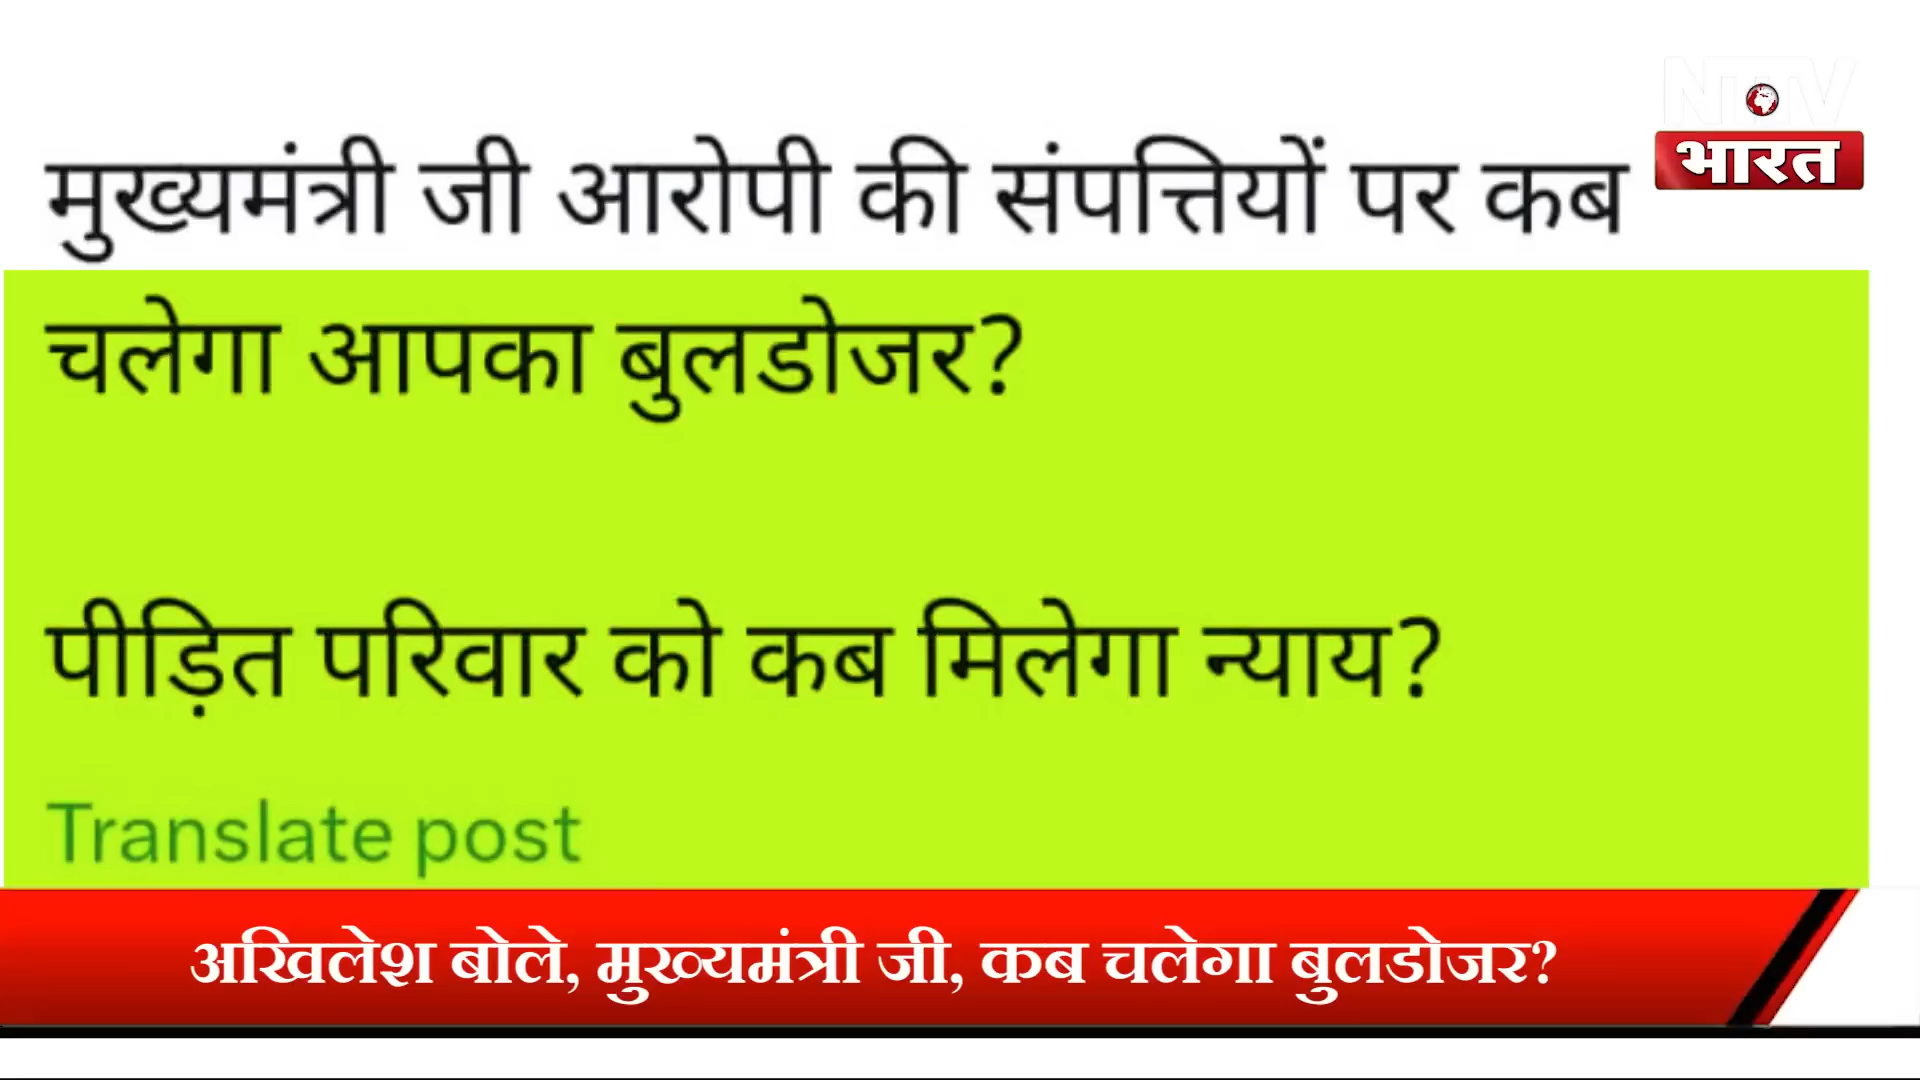 NDTV
भारत
मुख्यमंत्री जी आरोपी की संपत्तियों पर कब
चलेगा आपका बुलडोजर?
पीड़ित परिवार को कब मिलेगा न्याय?
Translate post
अखिलेश बोले, मुख्यमंत्री जी, कब चलेगा बुलडोजर?